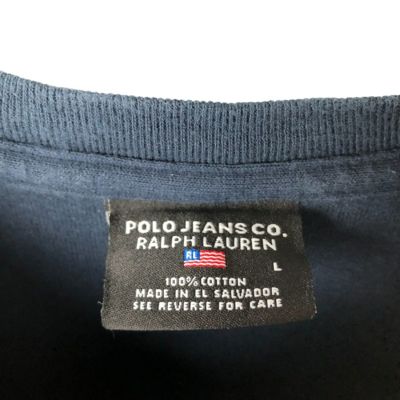 POLO JEANS CO.
RALPH LAUREN
RL
L
100% COTTON
MADE IN EL SALVADOR
SEE REVERSE FOR CARE